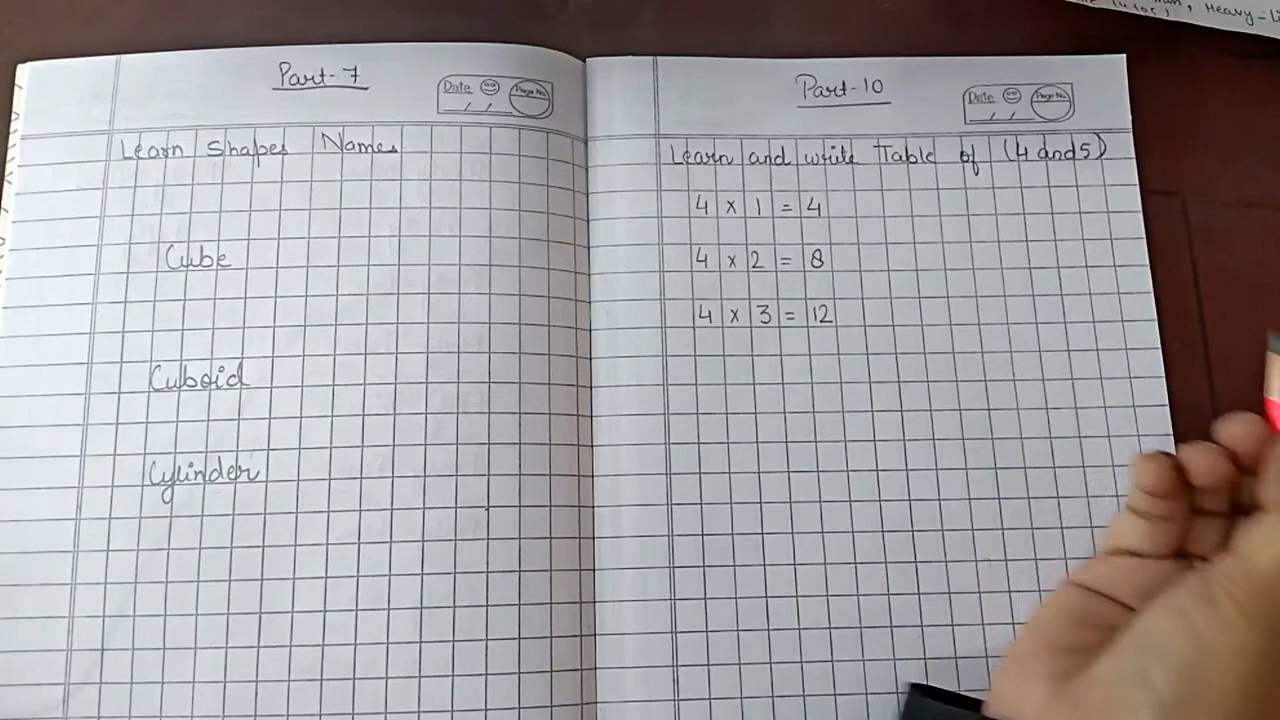 Part-7
Date
Page No.
Learn Shapes Names
Cube
Cuboid
Cylinder
Part-10
Date
Page No.
Learn and write Table of (4 and 5)
4 x 1 = 4
4 x 2 = 8
4 x 3 = 12
Heavy-